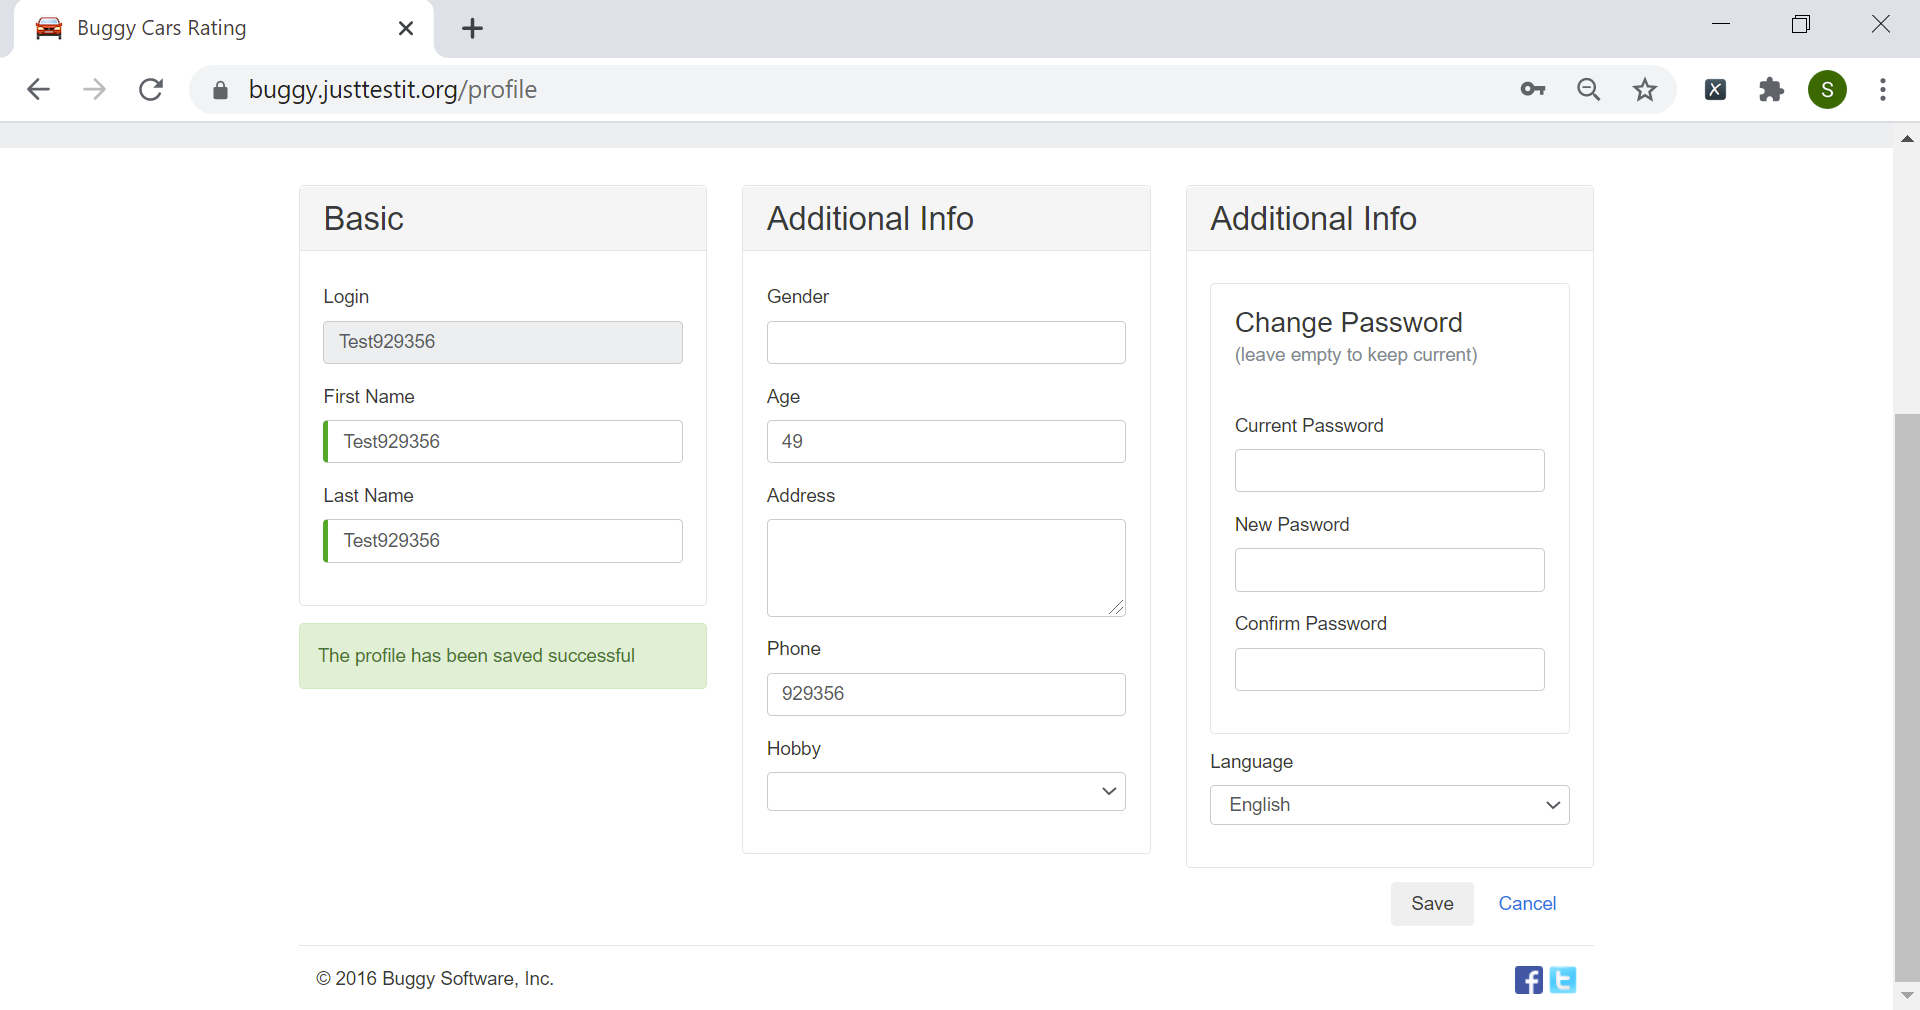 Buggy Cars Rating
buggy.justtestit.org/profile
X
S
Basic
Login
Test929356
First Name
Test929356
Last Name
Test929356
The profile has been saved successful
Additional Info
Gender
Age
49
Address
Phone
929356
Hobby
Additional Info
Change Password
(leave empty to keep current)
Current Password
New Pasword
Confirm Password
Language
English
Save
Cancel
© 2016 Buggy Software, Inc.
f
t